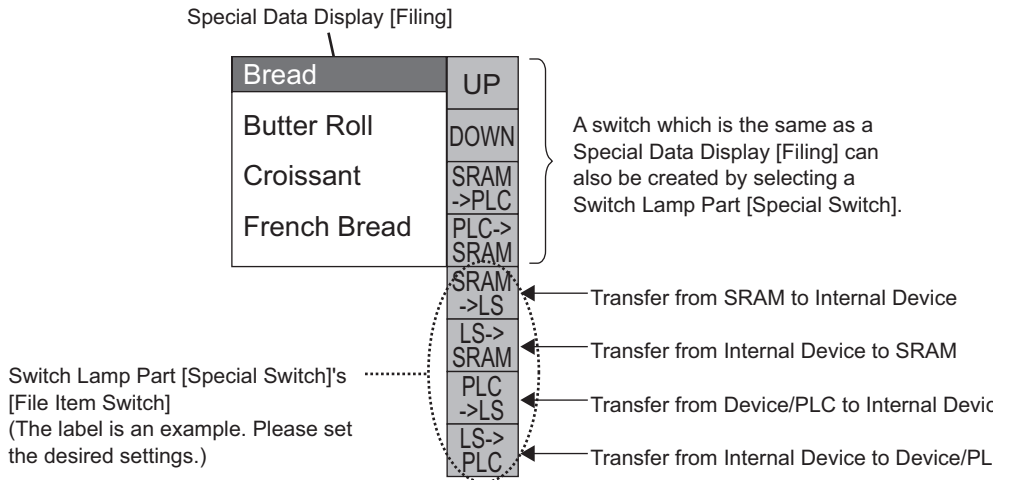 Special Data Display [Filing]
Bread
Butter Roll
Croissant
French Bread
UP
DOWN
SRAM
->PLC
PLC->
SRAM
SRAM
->LS
LS->
SRAM
PLC
->LS
LS->
PLC
A switch which is the same as a
Special Data Display [Filing] can
also be created by selecting a
Switch Lamp Part [Special Switch].
Transfer from SRAM to Internal Device
Transfer from Internal Device to SRAM
Transfer from Device/PLC to Internal Devic
Transfer from Internal Device to Device/PL
Switch Lamp Part [Special Switch]'s
[File Item Switch]
(The label is an example. Please set
the desired settings.)